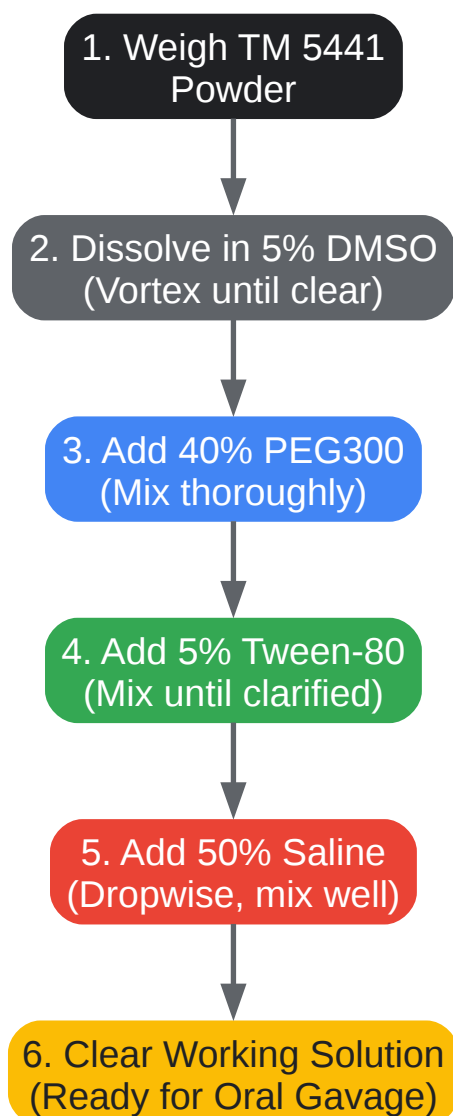 1. Weigh TM 5441
Powder
2. Dissolve in 5% DMSO
(Vortex until clear)
3. Add 40% PEG300
(Mix thoroughly)
4. Add 5% Tween-80
(Mix until clarified)
5. Add 50% Saline
(Dropwise, mix well)
6. Clear Working Solution
(Ready for Oral Gavage)